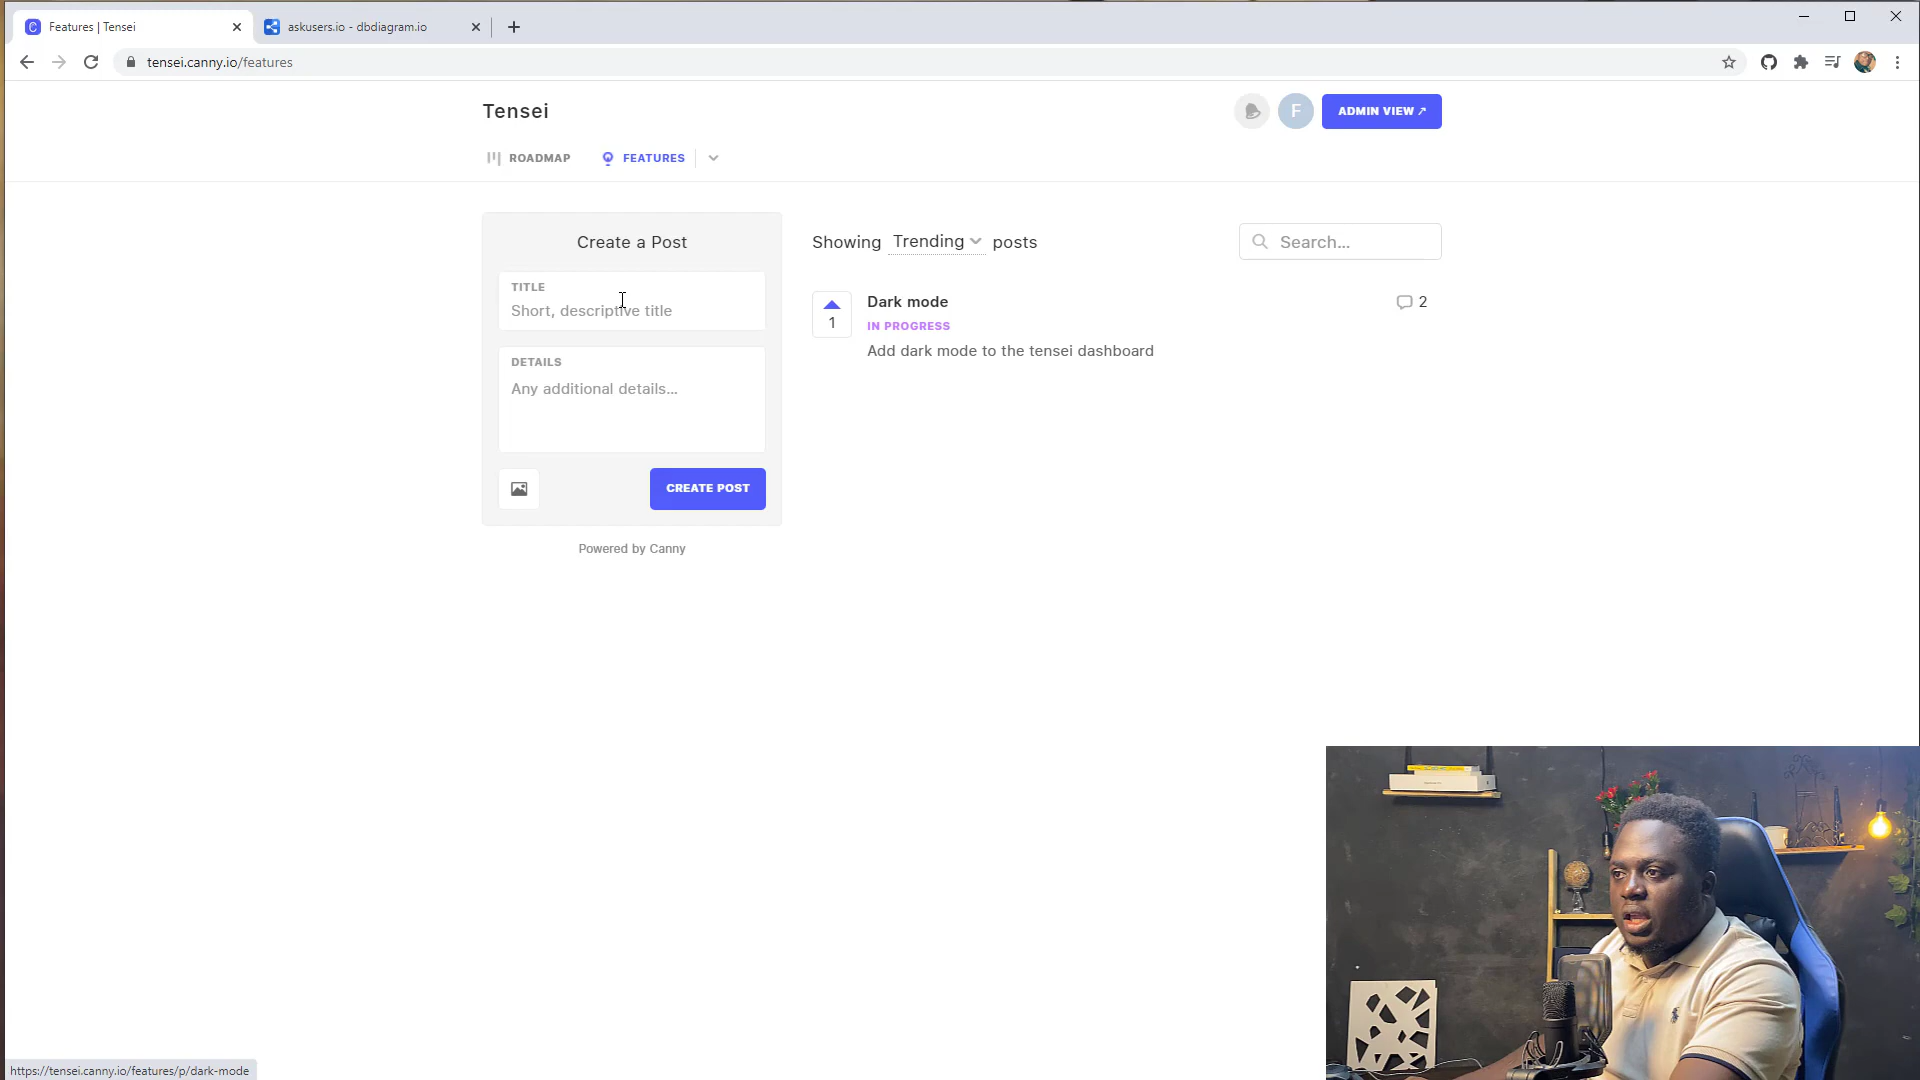 Features | Tensei
askusers.io - dbdiagram.io
tensei.canny.io/features
Tensei
F
ADMIN VIEW ↗
ROADMAP
FEATURES
Create a Post
TITLE
Short, descriptive title
DETAILS
Any additional details...
CREATE POST
Powered by Canny
Showing Trending posts
Search...
1
Dark mode
2
IN PROGRESS
Add dark mode to the tensei dashboard
https://tensei.canny.io/features/p/dark-mode